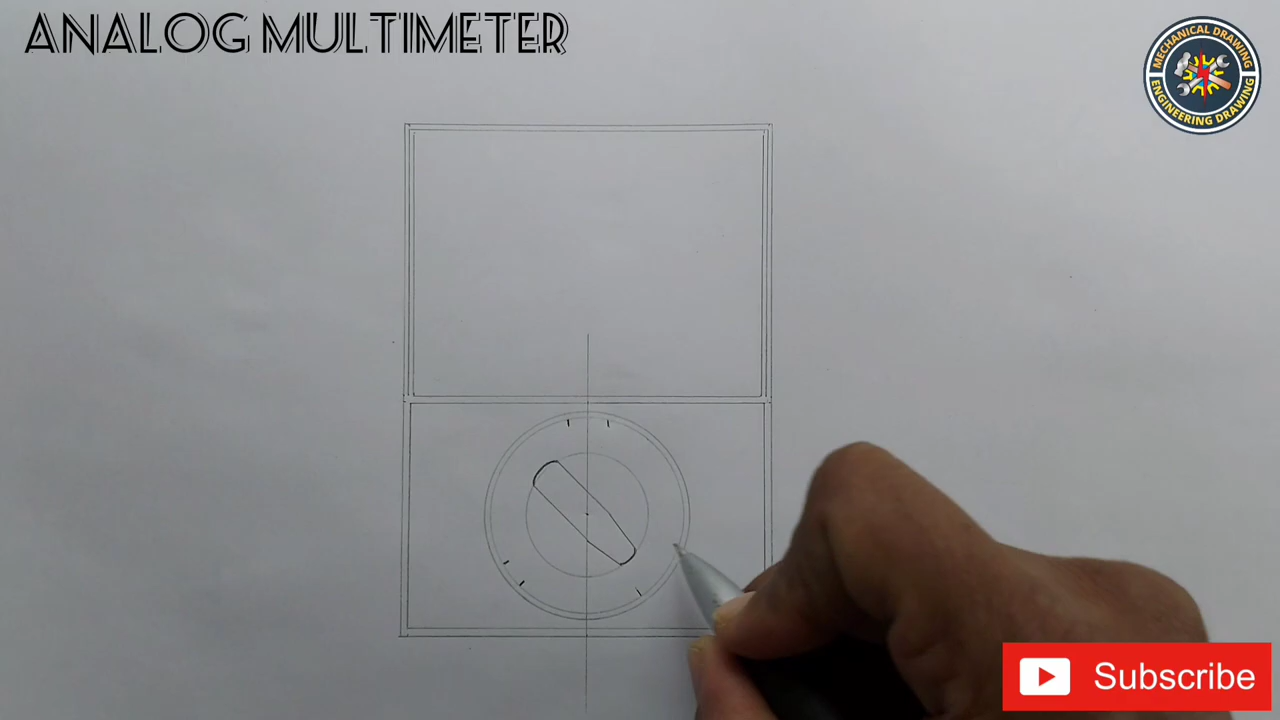 ANALOG MULTIMETER
MECHANICAL DRAWING
ENGINEERING DRAWING
Subscribe